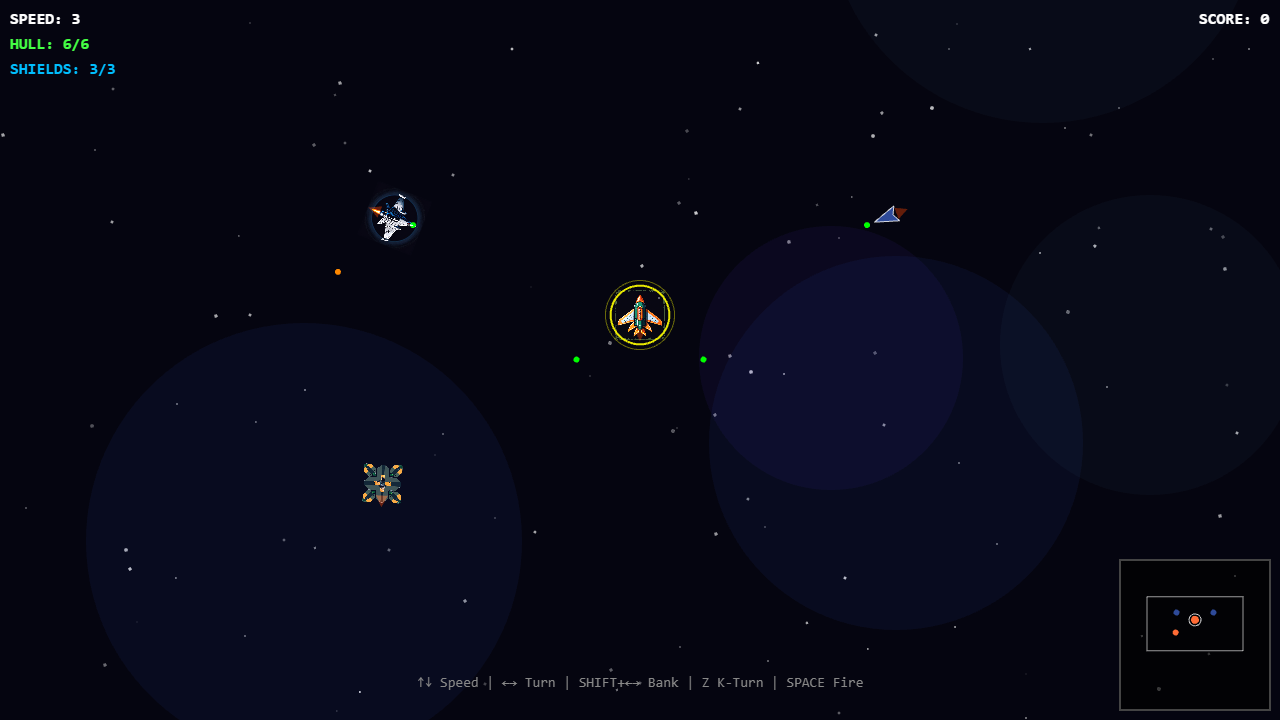 SPEED: 3
SCORE: 0
HULL: 6/6
SHIELDS: 3/3
↑↓ Speed | ↔ Turn | SHIFT+↔ Bank | Z K-Turn | SPACE Fire